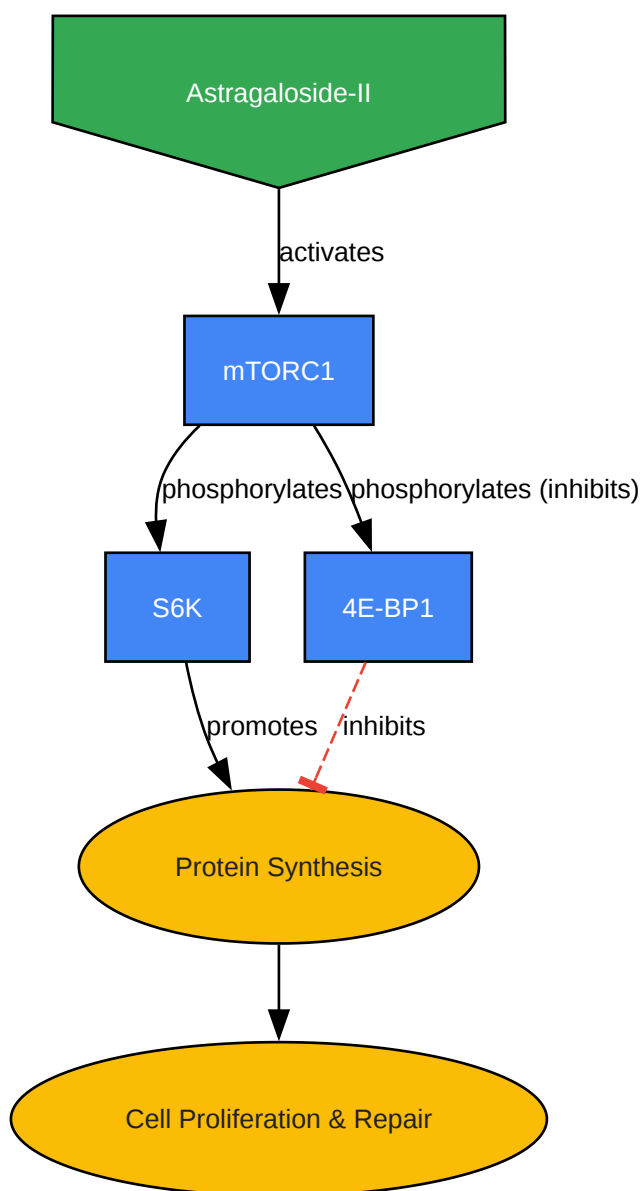 Astragaloside-II
activates
mTORC1
phosphorylates
phosphorylates (inhibits)
S6K
4E-BP1
promotes
inhibits
Protein Synthesis
Cell Proliferation & Repair